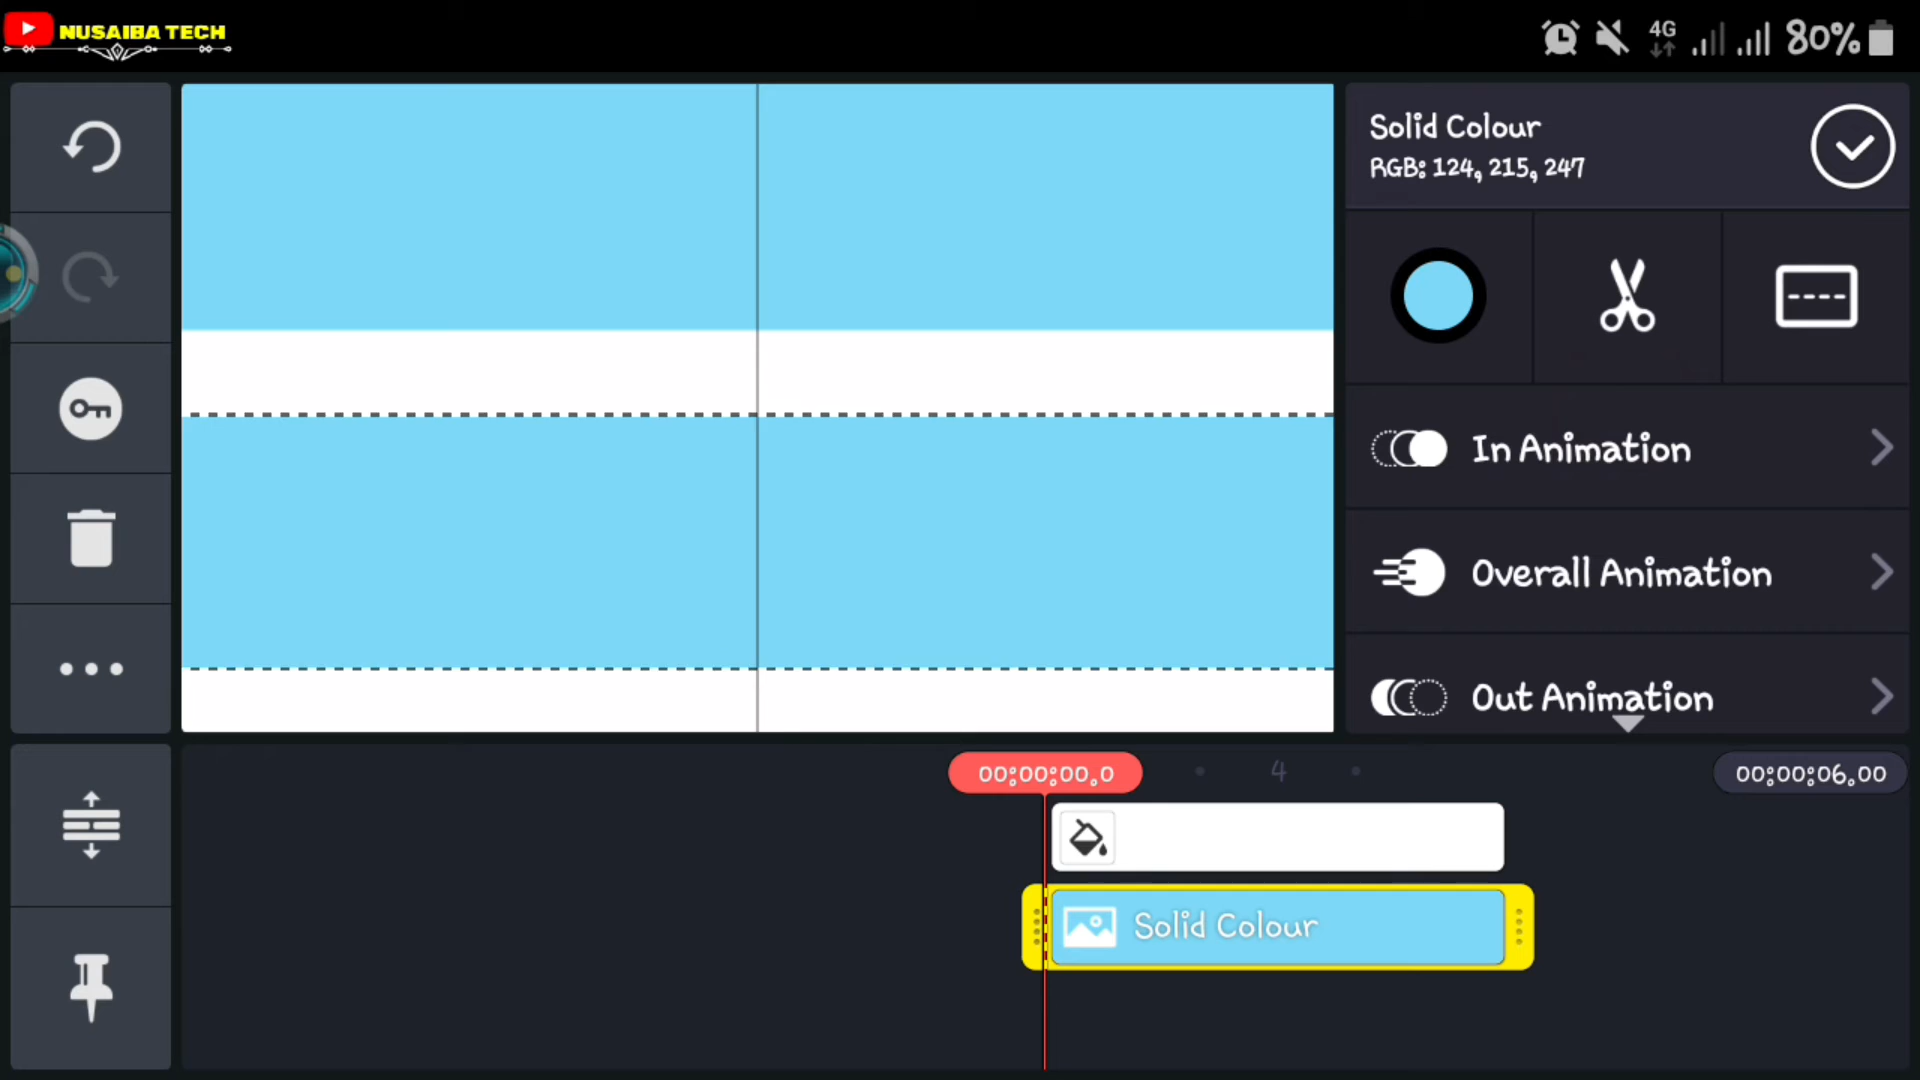 NUSAIBA TECH
4G
80%
Solid Colour
RGB: 124, 215, 247
In Animation
Overall Animation
Out Animation
00:00:00.0
4
00:00:06.00
Solid Colour